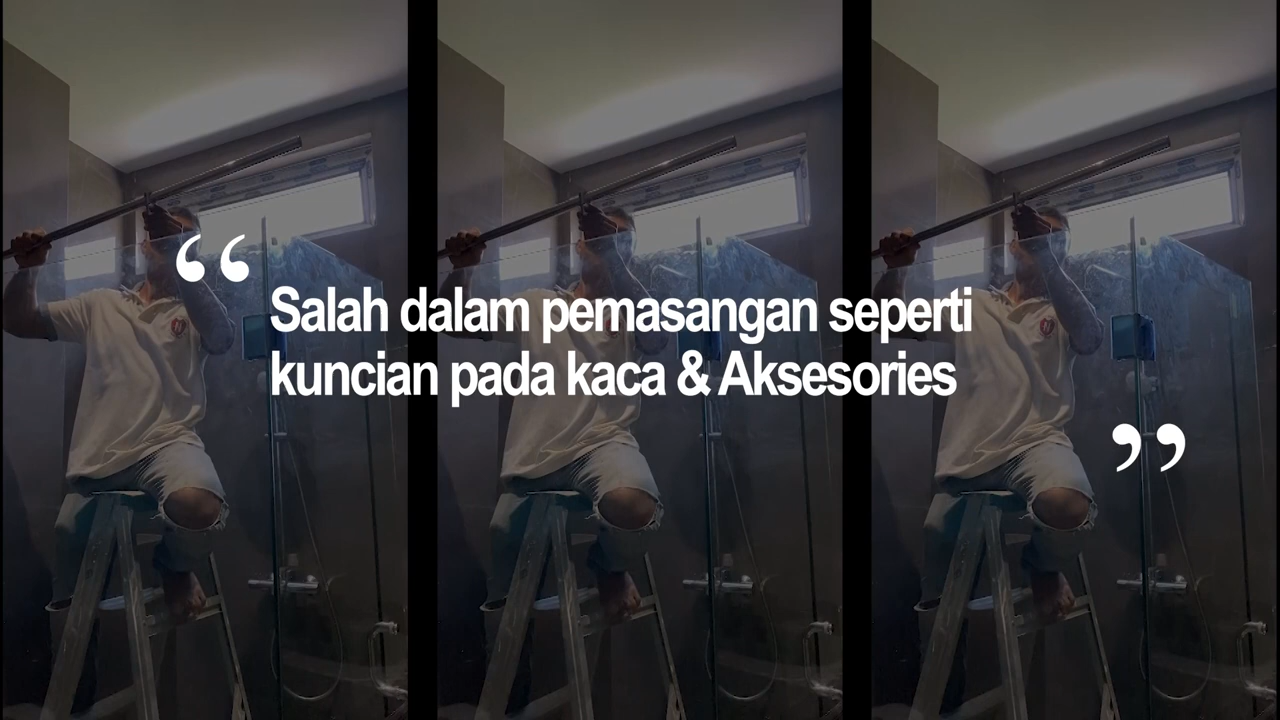 “Salah dalam pemasangan seperti
kuncian pada kaca & Aksesories”